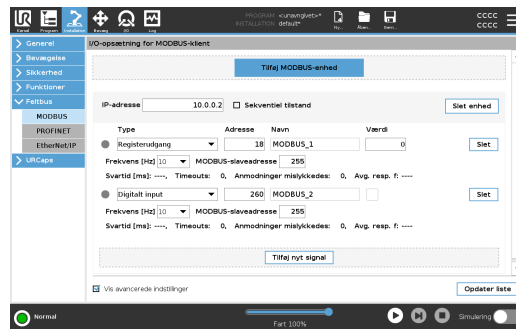 PROGRAM <unavngivet>*
INSTALLATION default*
Kørsel Program Installation Bevæg I/O Log
Ny... Åbn... Gem...
CCCC
CCCC
Generel
Bevægelse
Sikkerhed
Funktioner
Feltbus
MODBUS
PROFINET
EtherNet/IP
URCaps
I/O-opsætning for MODBUS-klient
Tilføj MODBUS-enhed
IP-adresse 10.0.0.2 Sekventiel tilstand Slet enhed
Type Adresse Navn Værdi
Registerudgang 18 MODBUS_1 0 Slet
Frekvens [Hz] 10 MODBUS-slaveadresse 255
Svartid [ms]: ----, Timeouts: 0, Anmodninger mislykkedes: 0, Avg. resp. f: ----
Digitalt input 260 MODBUS_2 Slet
Frekvens [Hz] 10 MODBUS-slaveadresse 255
Svartid [ms]: ----, Timeouts: 0, Anmodninger mislykkedes: 0, Avg. resp. f: ----
Tilføj nyt signal
Vis avancerede indstillinger Opdater liste
Normal
Fart 100%
Simulering